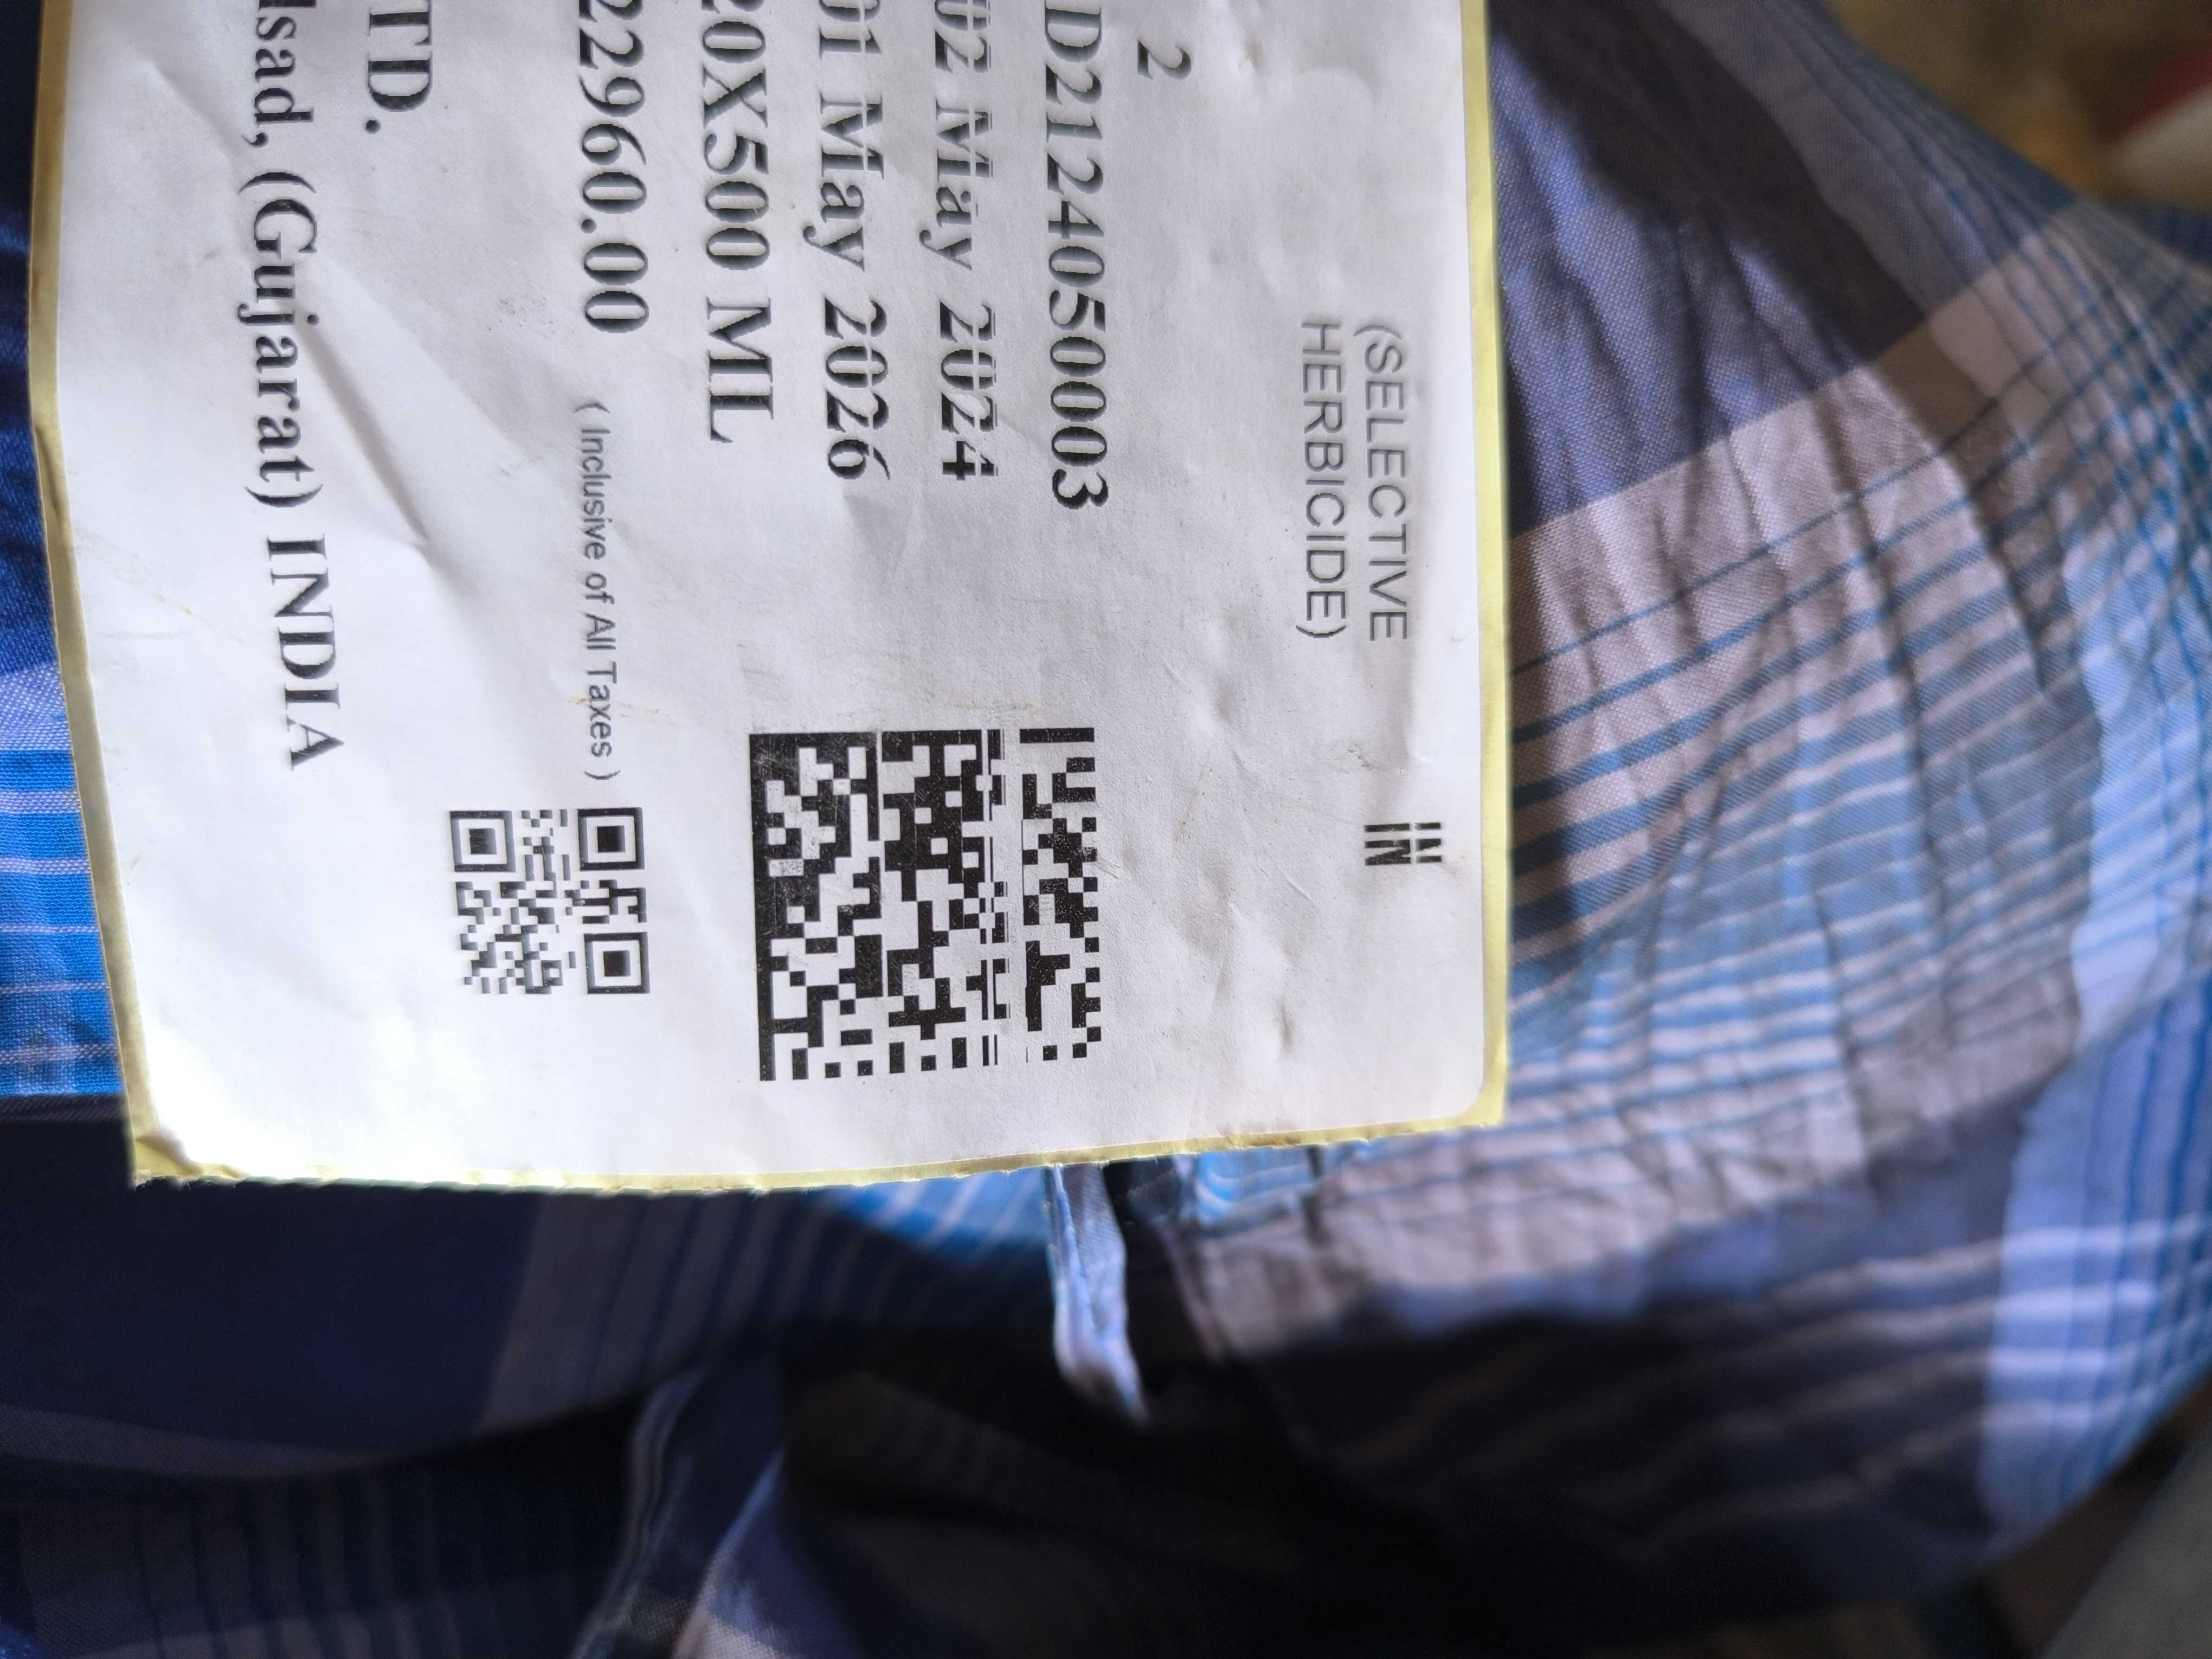 (SELECTIVE
HERBICIDE)
IN
2
D21240500003
02 May 2024
01 May 2026
20X500 ML
22960.00 ( Inclusive of All Taxes )
TD.
lsad, (Gujarat) INDIA